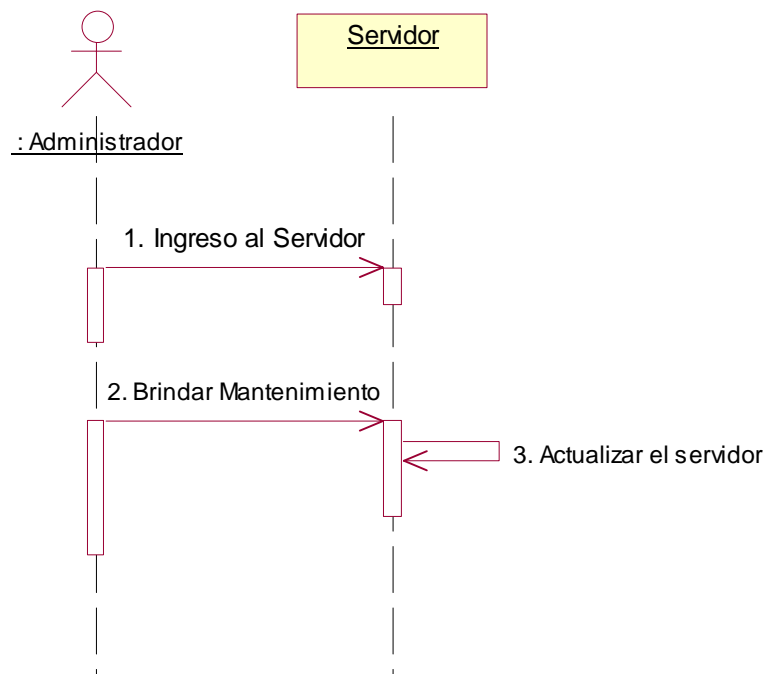 Servidor
: Administrador
1. Ingreso al Servidor
2. Brindar Mantenimiento
3. Actualizar el servidor